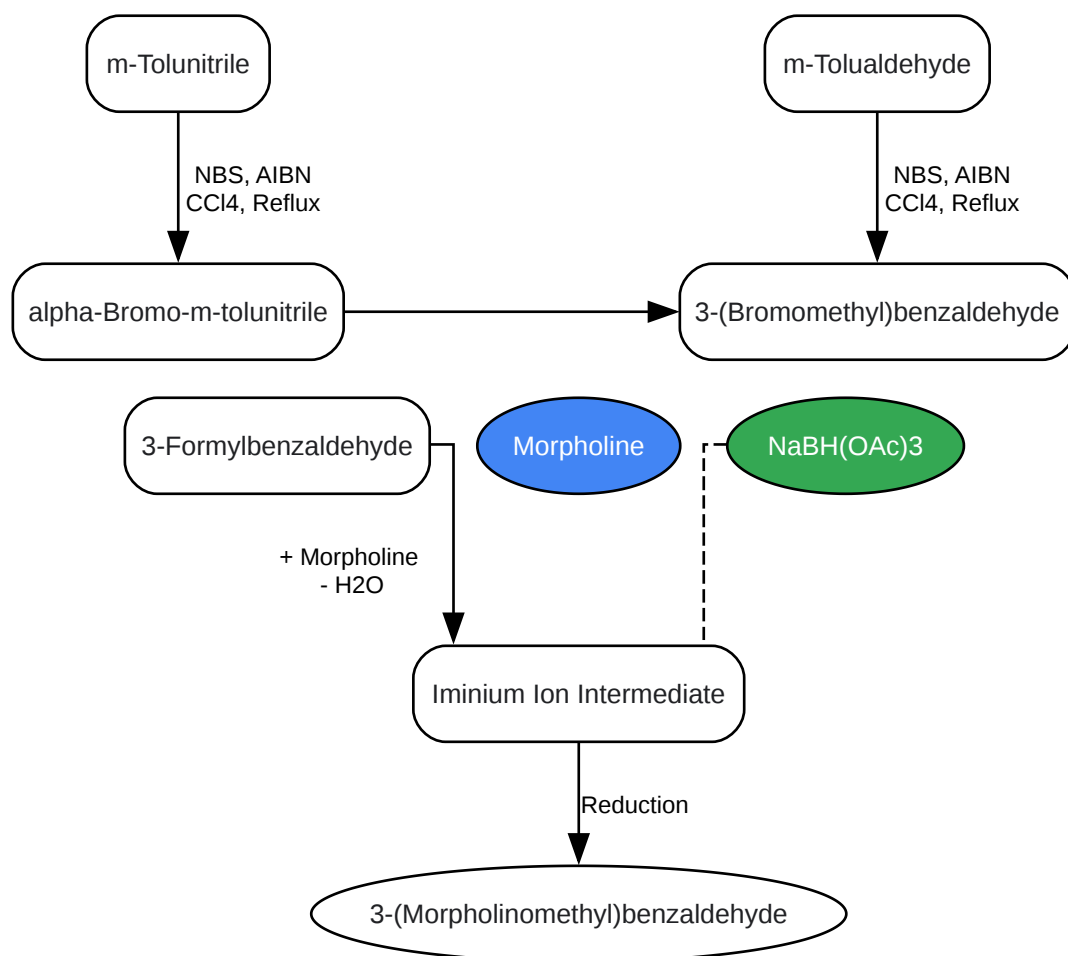 m-Tolunitrile
m-Tolualdehyde
NBS, AIBN
CCl4, Reflux
NBS, AIBN
CCl4, Reflux
alpha-Bromo-m-tolunitrile
3-(Bromomethyl)benzaldehyde
3-Formylbenzaldehyde
Morpholine
NaBH(OAc)3
+ Morpholine
- H2O
Iminium Ion Intermediate
Reduction
3-(Morpholinomethyl)benzaldehyde